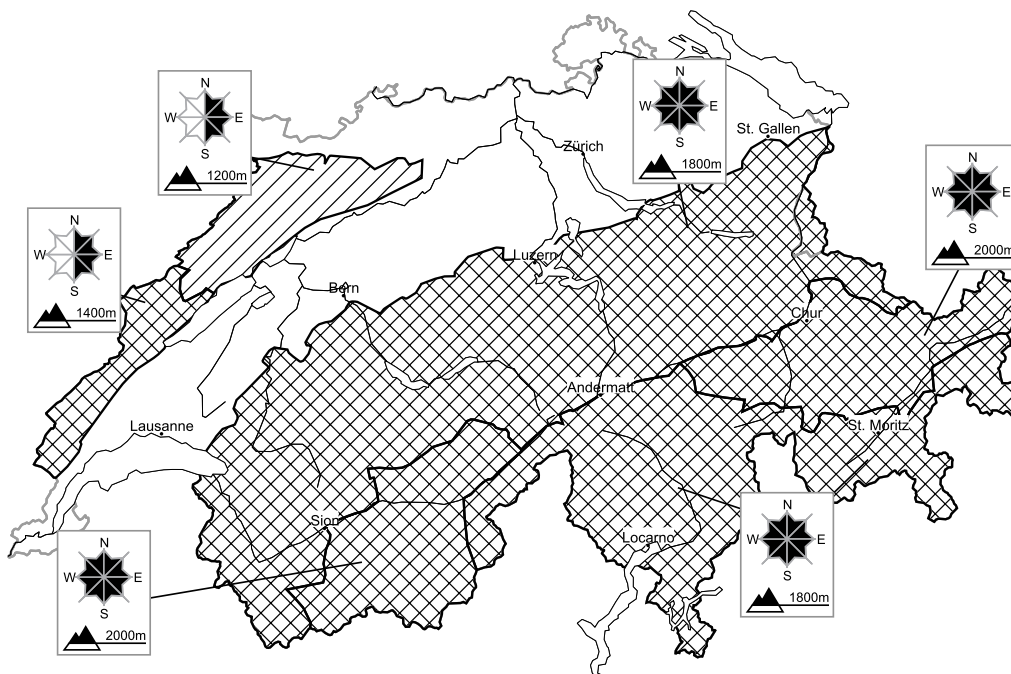 N
W E
S
1200m
N
W E
S
1400m
N
W E
S
1800m
N
W E
S
2000m
St. Gallen
Zürich
Luzern
Bern
Chur
Andermatt
Lausanne
St. Moritz
Sion
Locarno
N
W E
S
2000m
N
W E
S
1800m